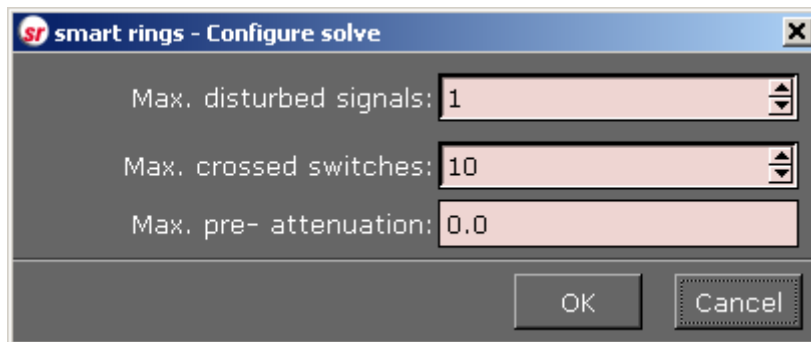 sr smart rings - Configure solve
Max. disturbed signals: 1
Max. crossed switches: 10
Max. pre- attenuation: 0.0
OK Cancel